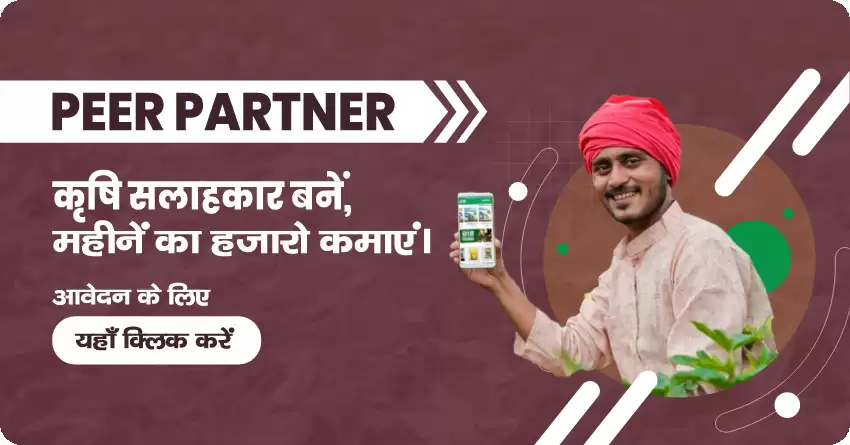 PEER PARTNER
कृषि सलाहकार बनें,
महीनें का हजारो कमाएं।
आवेदन के लिए
यहाँ क्लिक करें